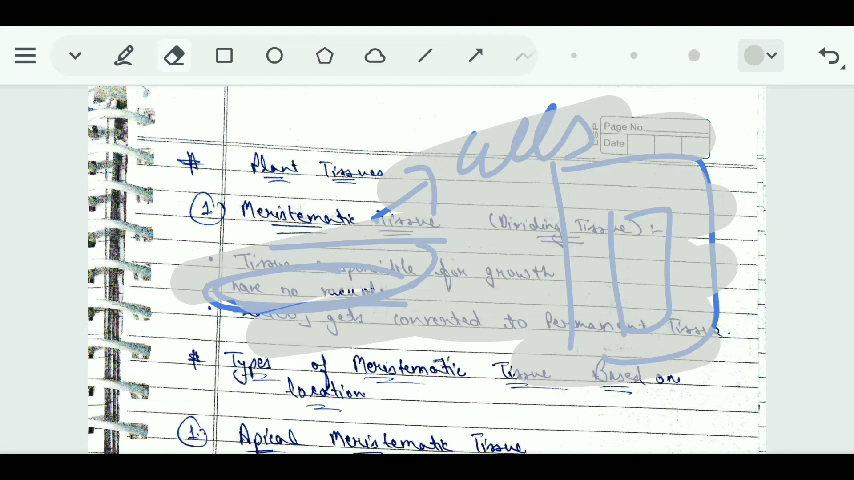 cells
Page No.
Date
* Plant Tissues
1) Meristematic Tissue (Dividing Tissue) :-
• Tissue responsible for growth
have no vacuole
• gets converted to Permanent Tissue.
* Types of Meristematic Tissue Based on
location
1) Apical Meristematic Tissue